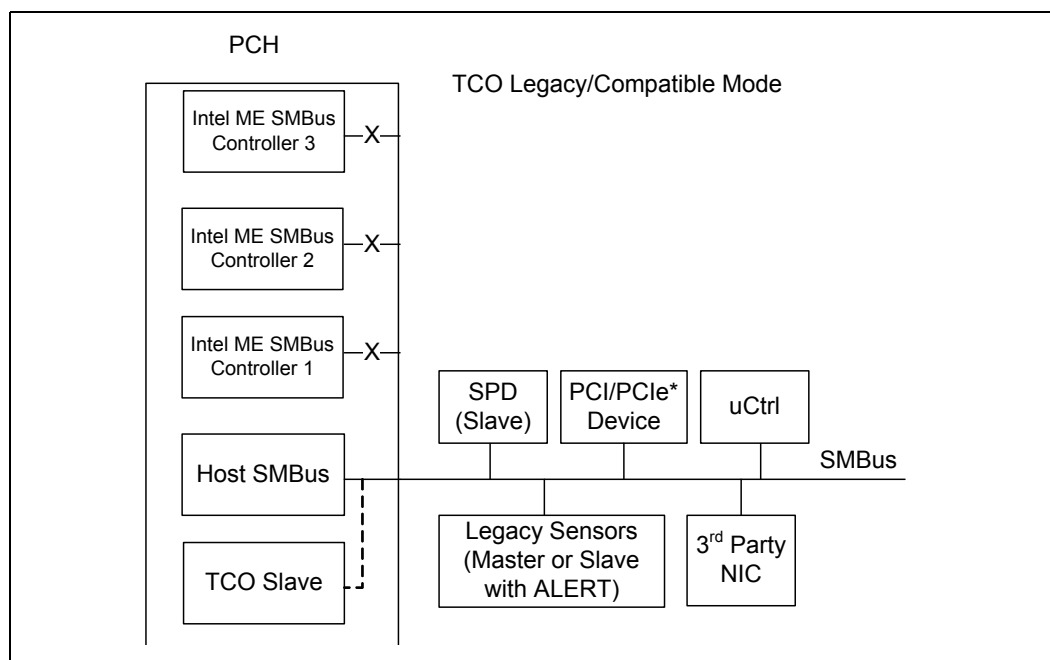 PCH
TCO Legacy/Compatible Mode
Intel ME SMBus
Controller 3
X
Intel ME SMBus
Controller 2
X
Intel ME SMBus
Controller 1
X
SPD
(Slave)
PCI/PCIe*
Device
uCtrl
Host SMBus
SMBus
Legacy Sensors
(Master or Slave
with ALERT)
3rd Party
NIC
TCO Slave